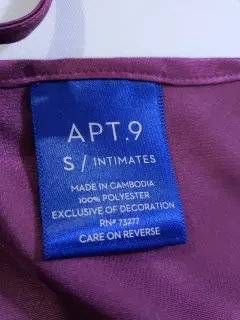 APT.9
S / INTIMATES
MADE IN CAMBODIA
100% POLYESTER
EXCLUSIVE OF DECORATION
RN# 73277
CARE ON REVERSE